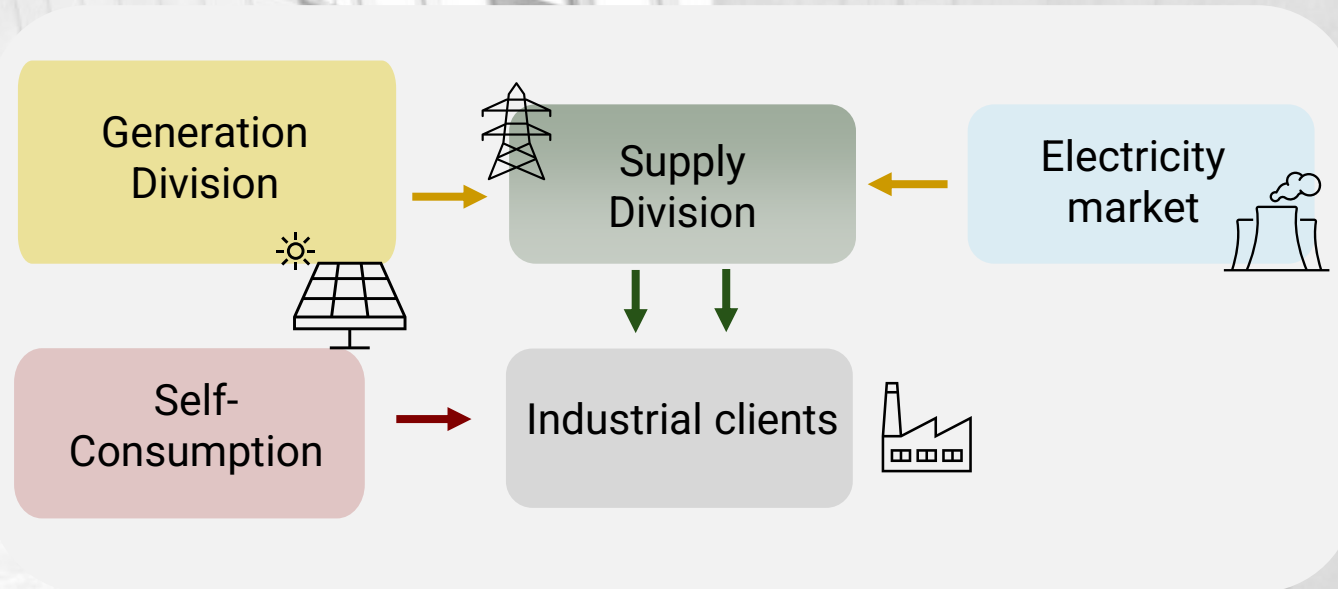 Generation
Division
Supply
Division
Electricity
market
Self-
Consumption
Industrial clients